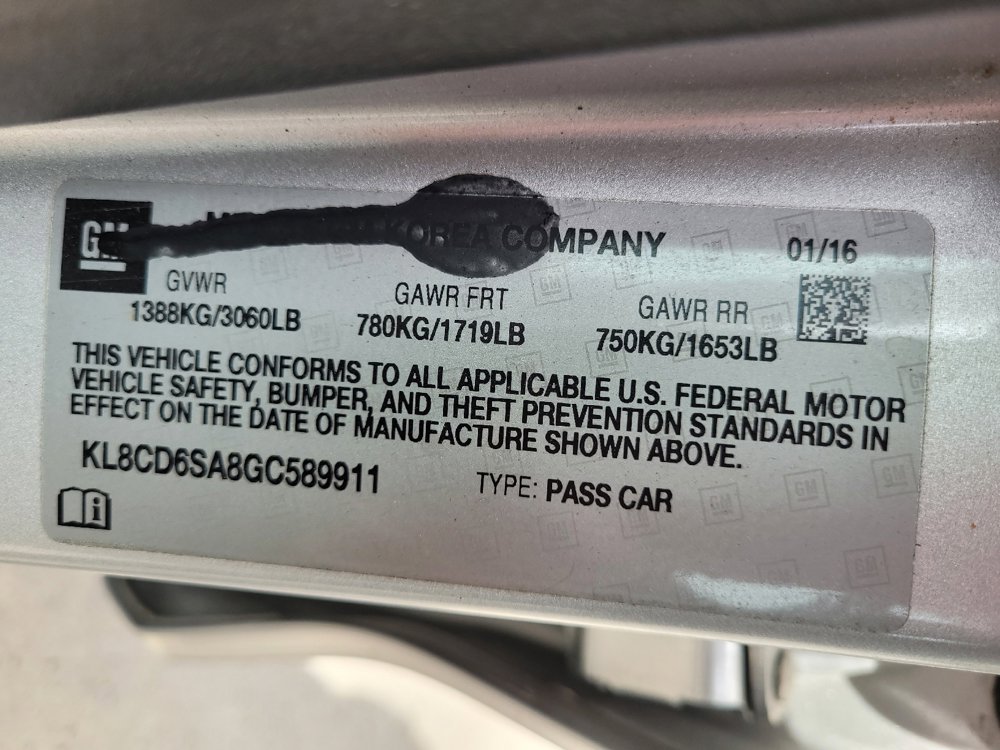 GM
KOREA COMPANY
01/16
GVWR
1388KG/3060LB
GAWR FRT
780KG/1719LB
GAWR RR
750KG/1653LB
THIS VEHICLE CONFORMS TO ALL APPLICABLE U.S. FEDERAL MOTOR
VEHICLE SAFETY, BUMPER, AND THEFT PREVENTION STANDARDS IN
EFFECT ON THE DATE OF MANUFACTURE SHOWN ABOVE.
KL8CD6SA8GC589911
TYPE: PASS CAR